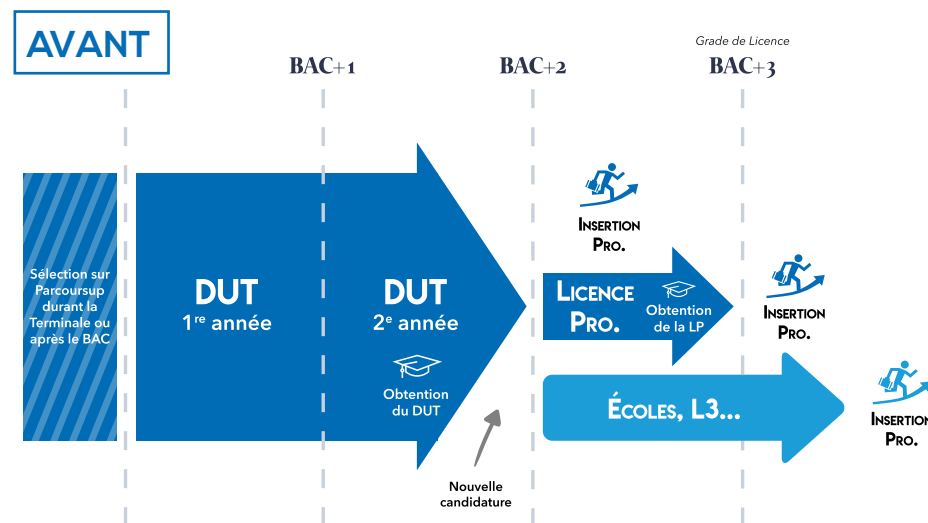 AVANT
Grade de Licence
BAC+1
BAC+2
BAC+3
Sélection sur
Parcoursup
durant la
Terminale ou
après le BAC
DUT
1re année
DUT
2e année
Obtention
du DUT
Nouvelle
candidature
Insertion
Pro.
Licence
Pro.
Obtention
de la LP
Insertion
Pro.
Écoles, L3...
Insertion
Pro.